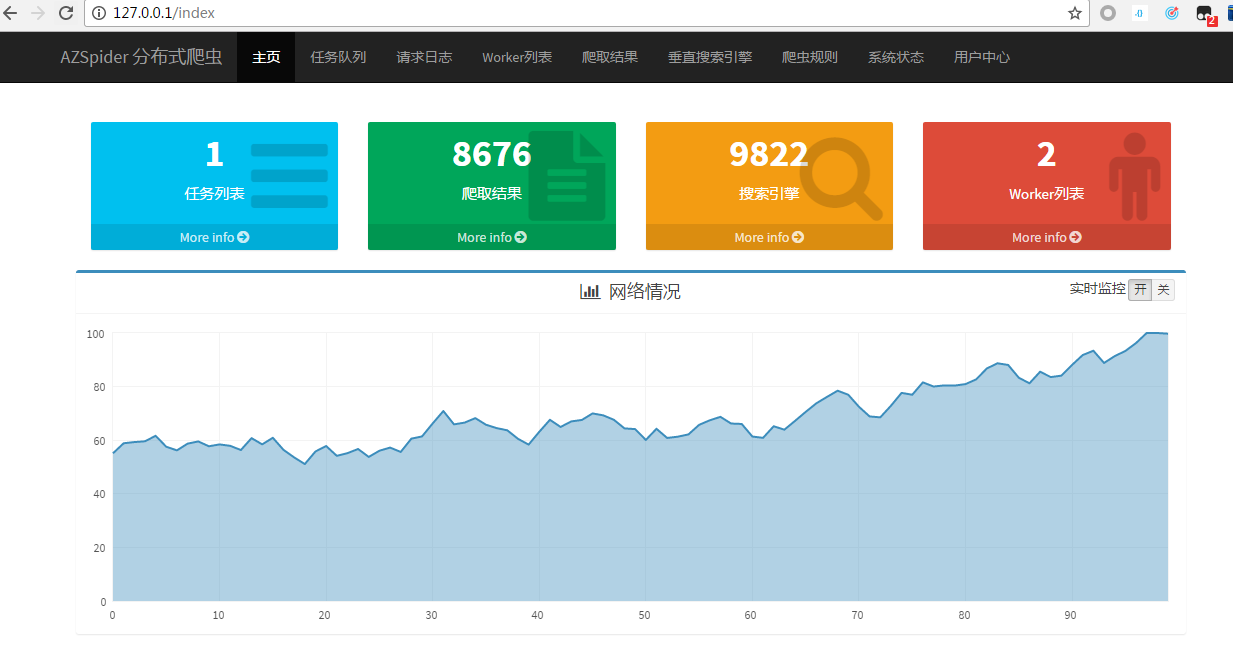 127.0.0.1/index
2
AZSpider 分布式爬虫 主页 任务队列 请求日志 Worker列表 爬取结果 垂直搜索引擎 爬虫规则 系统状态 用户中心
1 8676 9822 2
任务列表 爬取结果 搜索引擎 Worker列表
More info More info More info More info
网络情况 实时监控 开 关
100
80
60
40
20
0
0 10 20 30 40 50 60 70 80 90